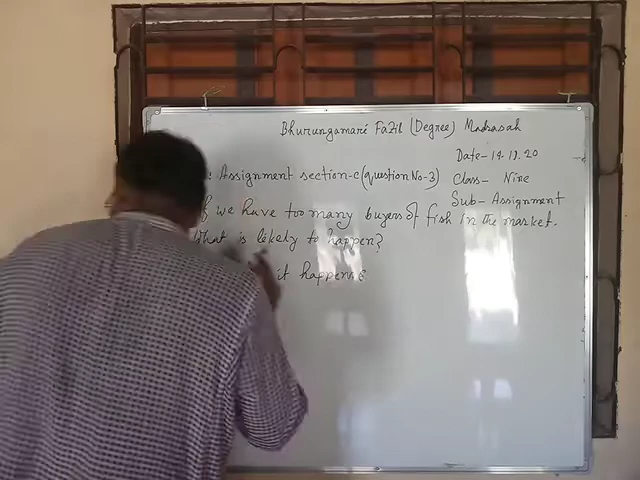 Bhurungamari Fazil (Degree) Madrasah
Date-14.11.20
: Assignment section-c (question No-3) Class- Nine
Sub- Assignment
If we have too many buyers of fish in the market.
What is likely to happen?
it happens